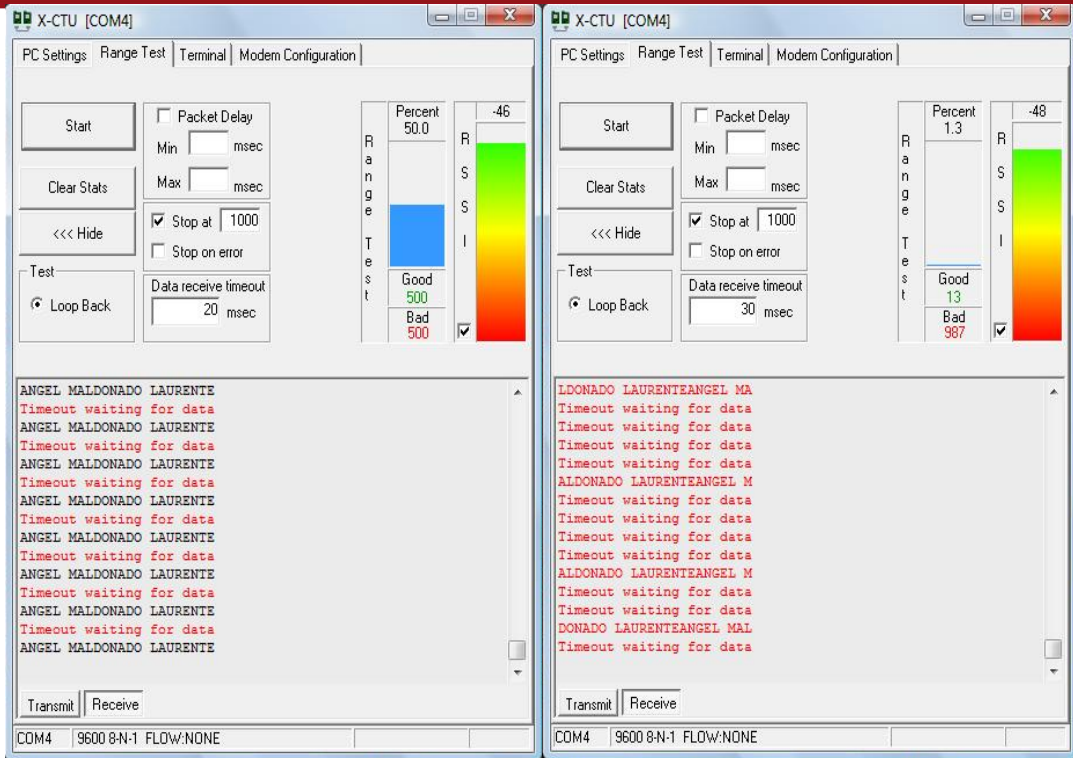 X-CTU [COM4]
PC Settings Range Test Terminal Modem Configuration
Start
Clear Stats
<<< Hide
Test
Loop Back
Packet Delay
Min msec
Max msec
Stop at 1000
Stop on error
Data receive timeout
20 msec
Range Test
Percent
50.0
Good
500
Bad
500
RSSI
-46
ANGEL MALDONADO LAURENTE
Timeout waiting for data
ANGEL MALDONADO LAURENTE
Timeout waiting for data
ANGEL MALDONADO LAURENTE
Timeout waiting for data
ANGEL MALDONADO LAURENTE
Timeout waiting for data
ANGEL MALDONADO LAURENTE
Timeout waiting for data
ANGEL MALDONADO LAURENTE
Timeout waiting for data
ANGEL MALDONADO LAURENTE
Timeout waiting for data
ANGEL MALDONADO LAURENTE
Transmit Receive
COM4 9600 8-N-1 FLOW:NONE
X-CTU [COM4]
PC Settings Range Test Terminal Modem Configuration
Start
Clear Stats
<<< Hide
Test
Loop Back
Packet Delay
Min msec
Max msec
Stop at 1000
Stop on error
Data receive timeout
30 msec
Range Test
Percent
1.3
Good
13
Bad
987
RSSI
-48
LDONADO LAURENTEANGEL MA
Timeout waiting for data
Timeout waiting for data
Timeout waiting for data
Timeout waiting for data
ALDONADO LAURENTEANGEL M
Timeout waiting for data
Timeout waiting for data
Timeout waiting for data
Timeout waiting for data
ALDONADO LAURENTEANGEL M
Timeout waiting for data
Timeout waiting for data
DONADO LAURENTEANGEL MAL
Timeout waiting for data
Transmit Receive
COM4 9600 8-N-1 FLOW:NONE